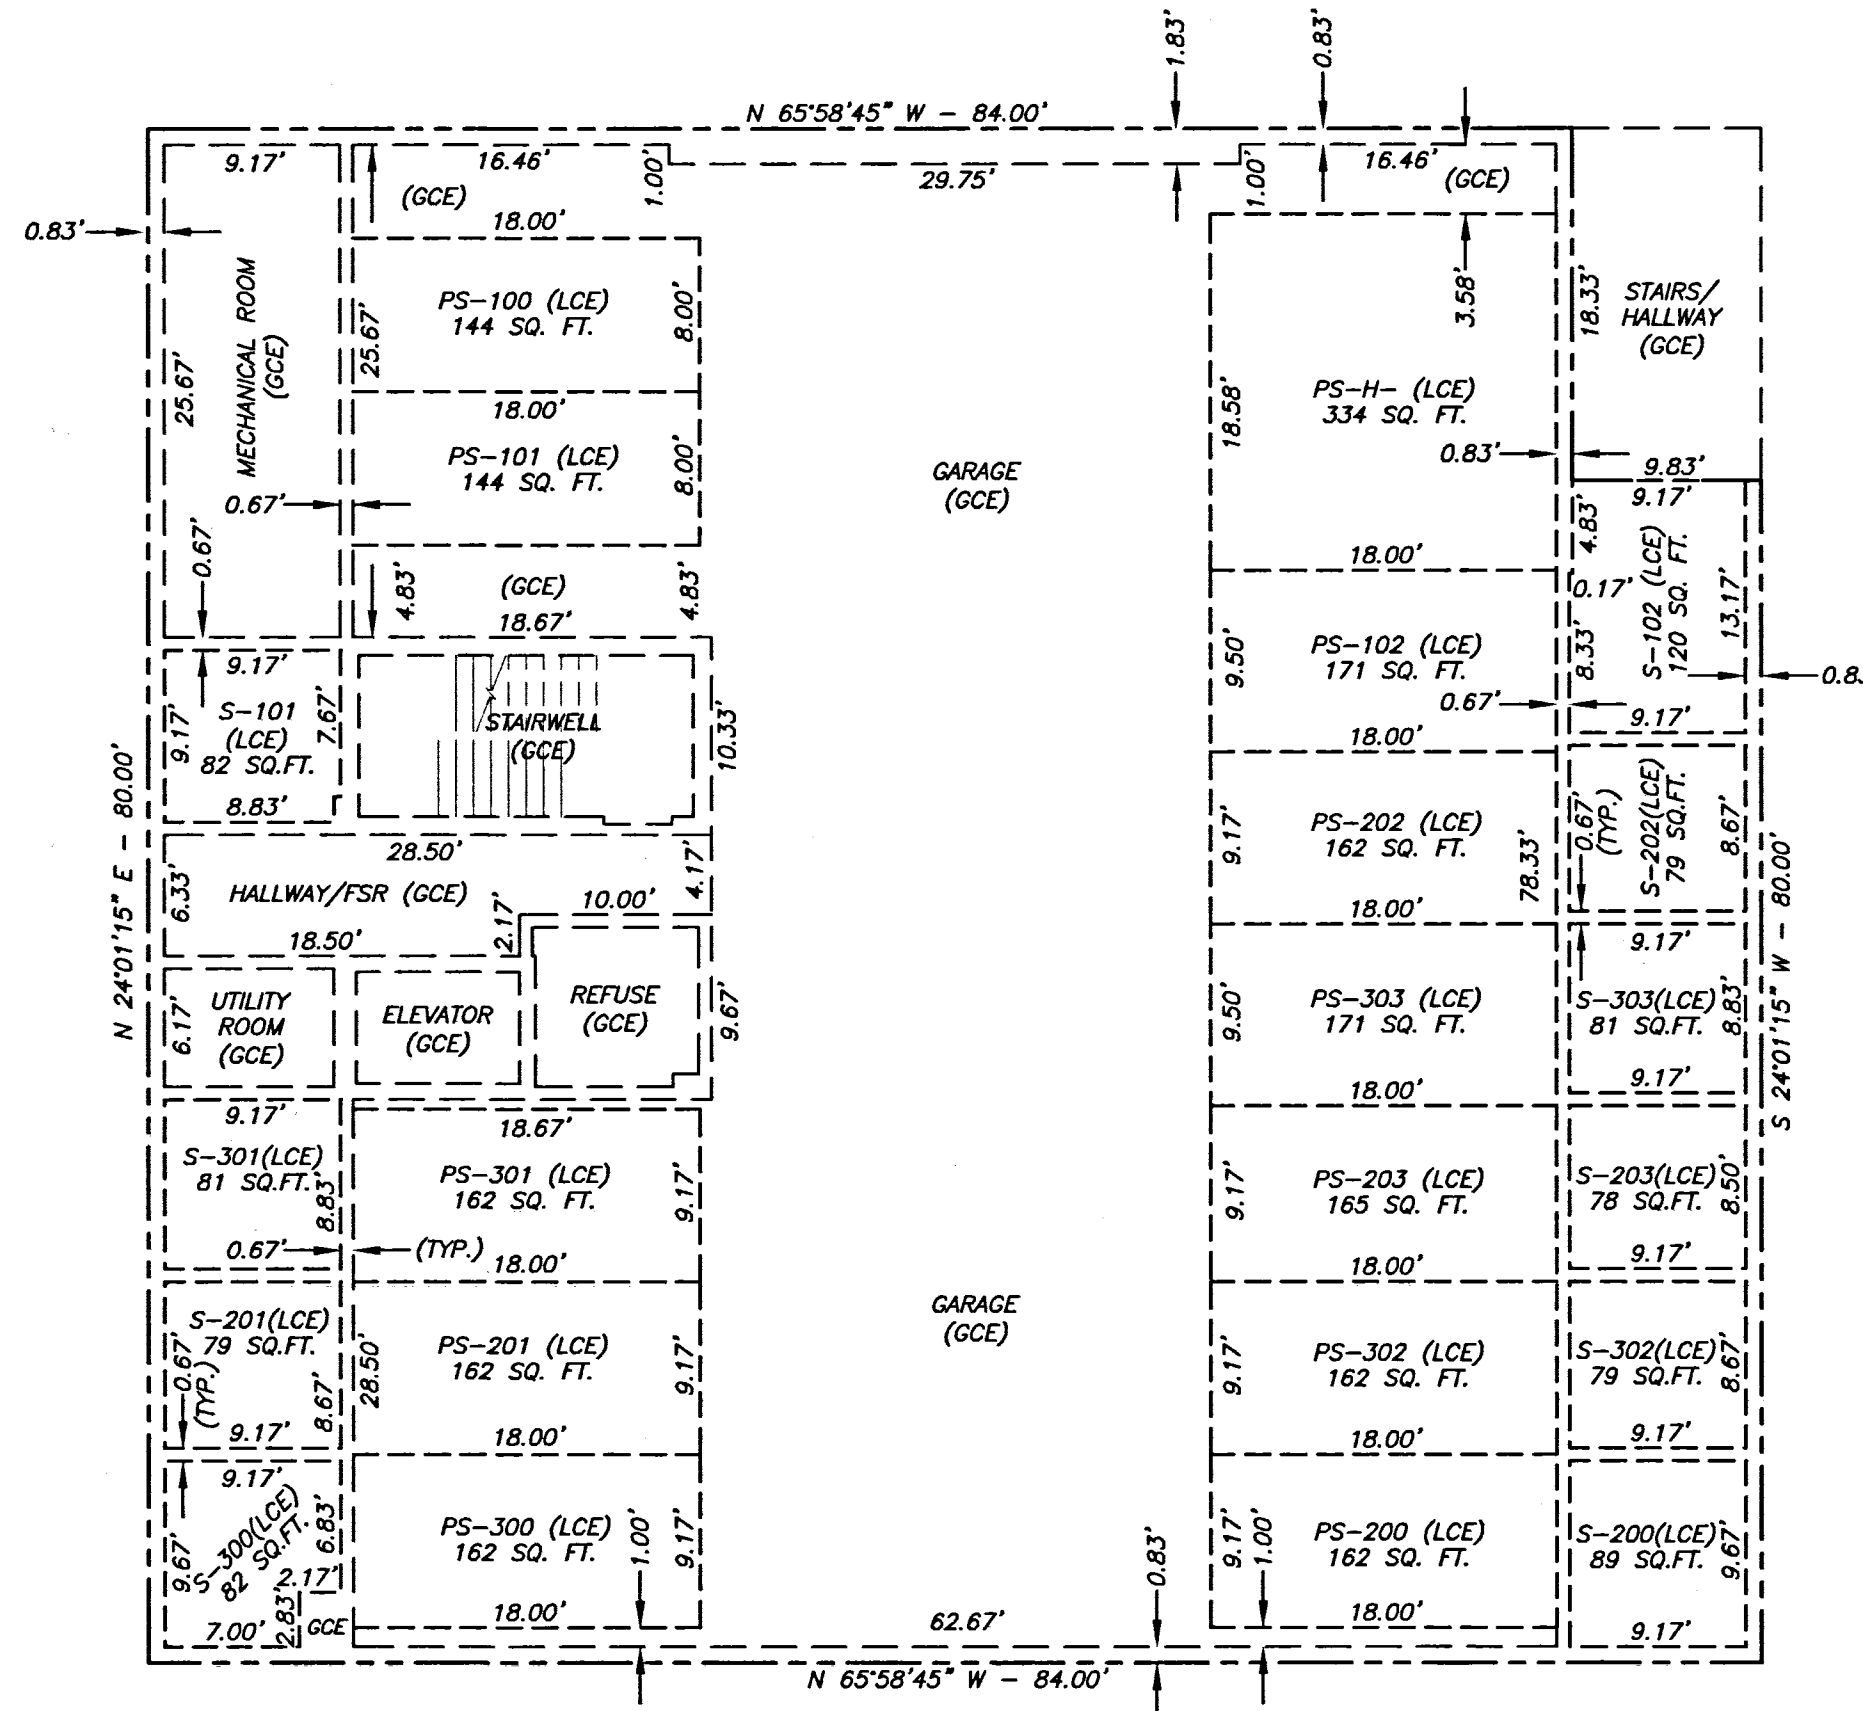 1.83'
0.83'
N 65°58'45" W - 84.00'
9.17'
16.46'
1.00'
29.75'
1.00'
16.46'
(GCE)
(GCE)
18.00'
0.83'
MECHANICAL ROOM
(GCE)
25.67'
25.67'
PS-100 (LCE)
144 SQ. FT.
8.00'
3.58'
18.33'
STAIRS/
HALLWAY
(GCE)
18.00'
PS-101 (LCE)
144 SQ. FT.
8.00'
GARAGE
(GCE)
18.58'
PS-H- (LCE)
334 SQ. FT.
0.83'
9.83'
9.17'
0.67'
0.67'
4.83'
(GCE)
4.83'
18.67'
18.00'
4.83'
0.17'
S-102 (LCE)
120 SQ. FT.
13.17'
8.33'
9.17'
0.83
9.17'
S-101
(LCE)
82 SQ.FT.
9.17'
7.67'
8.83'
STAIRWELL
(GCE)
10.33'
9.50'
PS-102 (LCE)
171 SQ. FT.
0.67'
18.00'
N 24°01'15" E - 80.00'
28.50'
6.33'
HALLWAY/FSR (GCE)
4.17'
10.00'
2.17'
18.50'
9.17'
PS-202 (LCE)
162 SQ. FT.
78.33'
18.00'
0.67'
(TYP.)
S-202(LCE)
79 SQ.FT.
8.67'
S 24°01'15" W - 80.00'
6.17'
UTILITY
ROOM
(GCE)
ELEVATOR
(GCE)
REFUSE
(GCE)
9.67'
9.50'
PS-303 (LCE)
171 SQ. FT.
18.00'
9.17'
S-303(LCE)
81 SQ.FT.
8.83'
9.17'
9.17'
S-301(LCE)
81 SQ.FT.
8.83'
0.67'
(TYP.)
18.67'
PS-301 (LCE)
162 SQ. FT.
9.17'
18.00'
9.17'
PS-203 (LCE)
165 SQ. FT.
18.00'
S-203(LCE)
78 SQ.FT.
8.50'
9.17'
S-201(LCE)
79 SQ.FT.
0.67'
(TYP.)
8.67'
9.17'
28.50'
PS-201 (LCE)
162 SQ. FT.
9.17'
18.00'
GARAGE
(GCE)
9.17'
PS-302 (LCE)
162 SQ. FT.
18.00'
S-302(LCE)
79 SQ.FT.
8.67'
9.17'
9.17'
S-300(LCE)
82 SQ.FT.
9.67'
6.83'
2.17'
2.83'
7.00'
GCE
PS-300 (LCE)
162 SQ. FT.
1.00'
9.17'
18.00'
62.67'
0.83'
9.17'
1.00'
PS-200 (LCE)
162 SQ. FT.
18.00'
S-200(LCE)
89 SQ.FT.
9.67'
9.17'
N 65°58'45" W - 84.00'